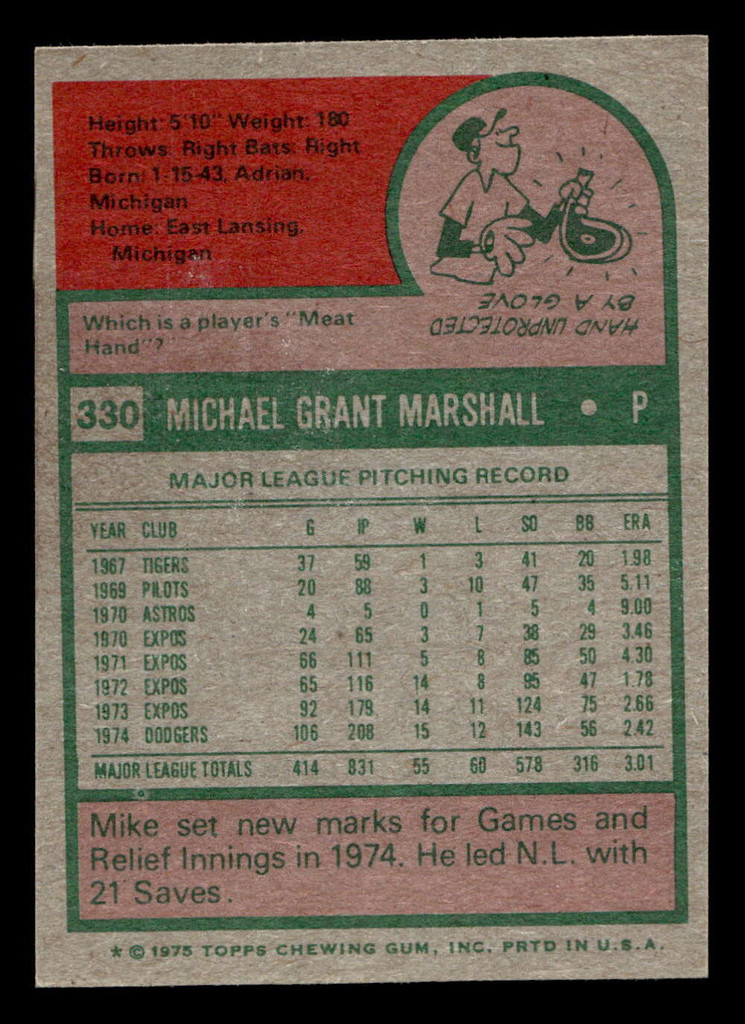 Height: 5'10" Weight: 180
Throws: Right Bats: Right
Born: 1-15-43, Adrian,
Michigan
Home: East Lansing,
Michigan
Which is a player's "Meat
Hand"?
HAND UNPROTECTED
BY A GLOVE
330 MICHAEL GRANT MARSHALL • P
MAJOR LEAGUE PITCHING RECORD
YEAR CLUB G IP W L SO BB ERA
1967 TIGERS 37 59 1 3 41 20 1.98
1969 PILOTS 20 88 3 10 47 35 5.11
1970 ASTROS 4 5 0 1 5 4 9.00
1970 EXPOS 24 65 3 7 38 29 3.46
1971 EXPOS 66 111 5 8 85 50 4.30
1972 EXPOS 65 116 14 8 95 47 1.78
1973 EXPOS 92 179 14 11 124 75 2.66
1974 DODGERS 106 208 15 12 143 56 2.42
MAJOR LEAGUE TOTALS 414 831 55 60 578 316 3.01
Mike set new marks for Games and
Relief Innings in 1974. He led N.L. with
21 Saves.
* © 1975 TOPPS CHEWING GUM, INC. PRTD IN U.S.A.